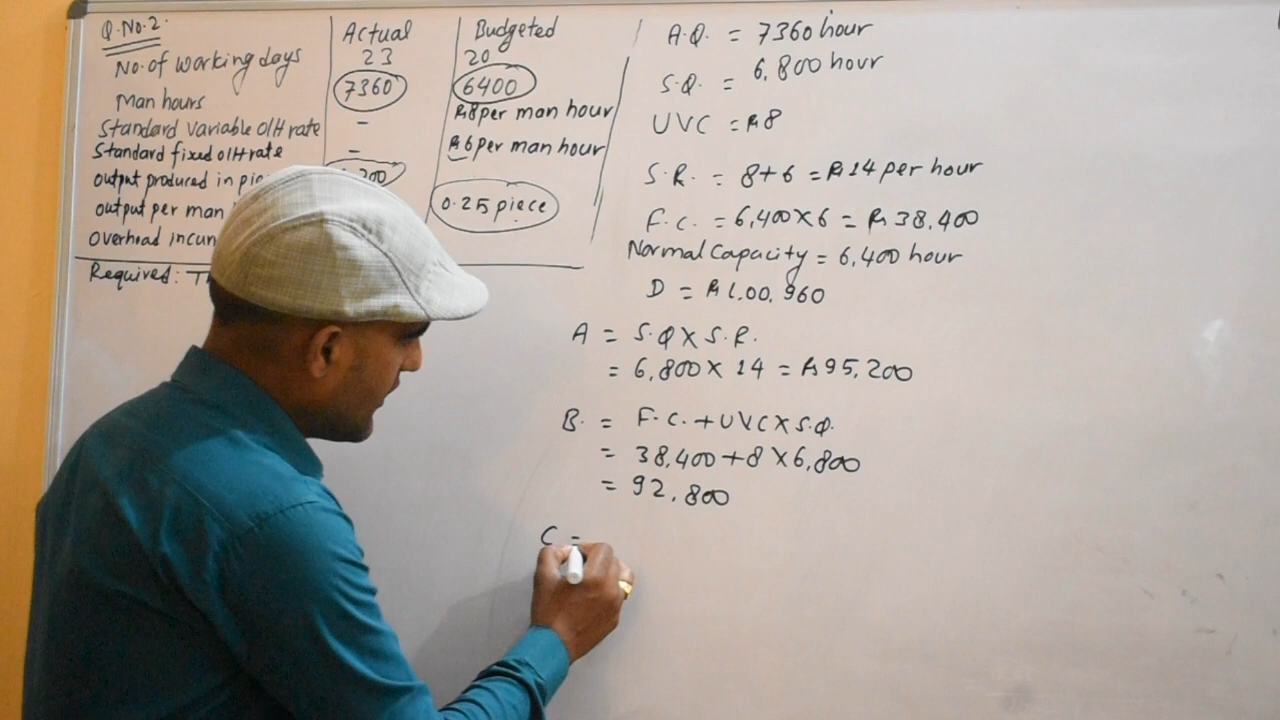 Q.No.2.
Actual Budgeted
No. of working days 23 20
Man hours 7360 6400
Standard variable O/H rate - Rs8 per man hour
Standard fixed O/H rate - Rs6 per man hour
output produced in 200
output per man 0.25 piece
Overhead
Required:
A.Q. = 7360 hour
S.Q. = 6,800 hour
UVC = Rs8
S.R. = 8+6 = Rs14 per hour
F.C. = 6,400×6 = Rs38,400
Normal Capacity = 6,400 hour
D = Rs1,00,960
A = S.Q × S.R.
= 6,800 × 14 = Rs95,200
B. = F.C. + UVC × S.Q.
= 38,400 + 8 × 6,800
= 92,800
C =